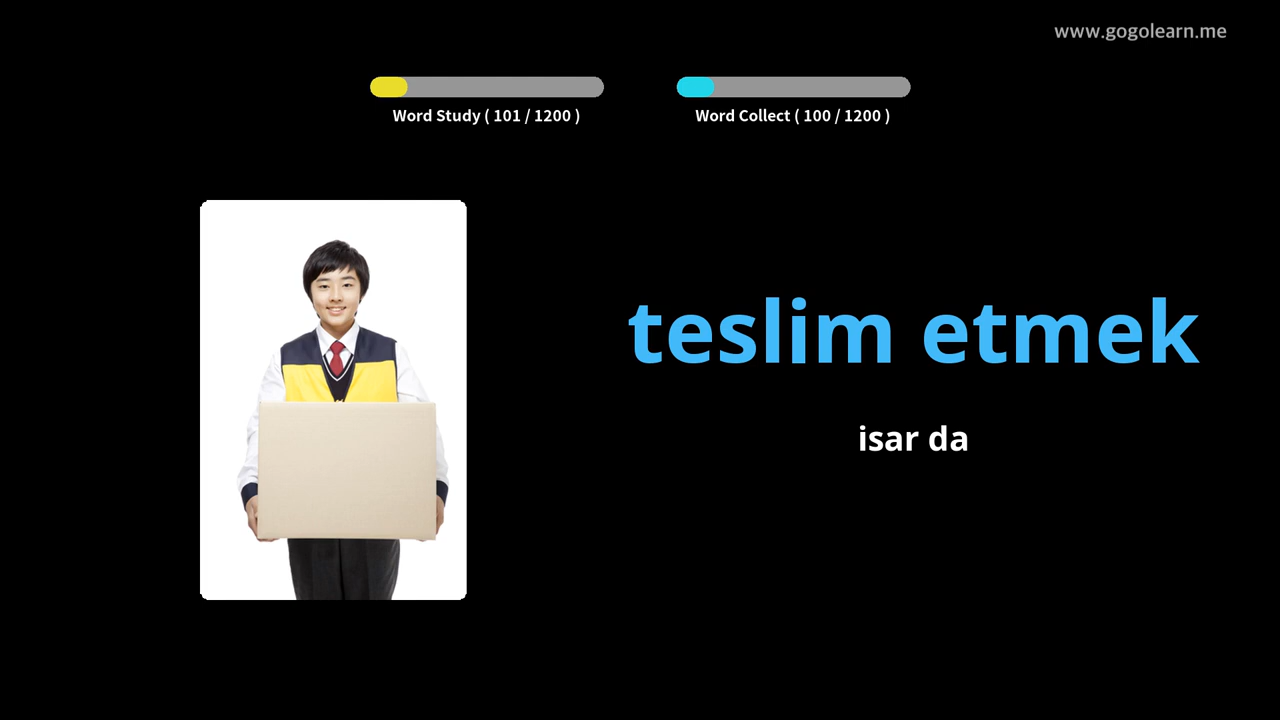 www.gogolearn.me
Word Study ( 101 / 1200 )
Word Collect ( 100 / 1200 )
teslim etmek
isar da